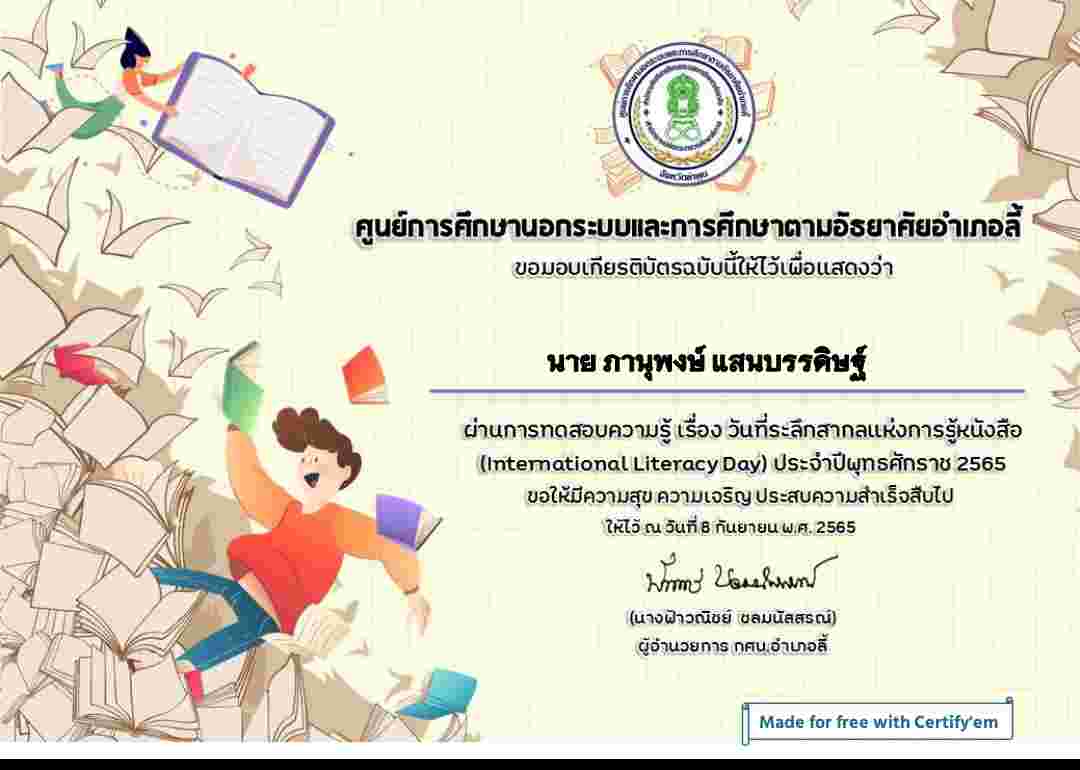 จังหวัดลำพูน
ศูนย์การศึกษานอกระบบและการศึกษาตามอัธยาศัยอำเภอลี้
ขอมอบเกียรติบัตรฉบับนี้ให้ไว้เพื่อแสดงว่า
นาย ภานุพงษ์ แสนบรรดิษฐ์
ผ่านการทดสอบความรู้ เรื่อง วันที่ระลึกสากลแห่งการรู้หนังสือ
(International Literacy Day) ประจำปีพุทธศักราช 2565
ขอให้มีความสุข ความเจริญ ประสบความสำเร็จสืบไป
ให้ไว้ ณ วันที่ 8 กันยายน พ.ศ. 2565
(นางฟ้าวณิชย์ ชลมนัสสรณ์)
ผู้อำนวยการ กศน.อำเภอลี้
Made for free with Certify'em